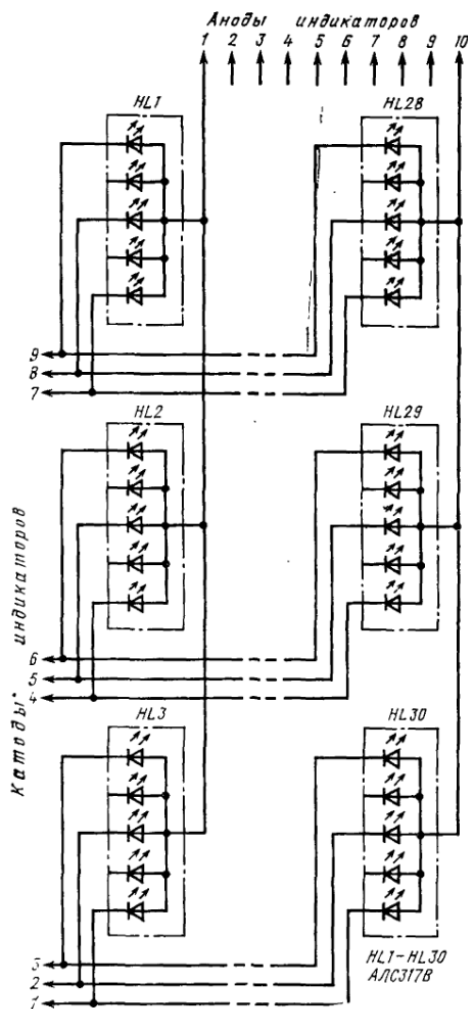 Аноды индикаторов
1 2 3 4 5 6 7 8 9 10
HL1 HL28
9
8
7
HL2 HL29
Катоды индикаторов
6
5
4
HL3 HL30
3
2
1
HL1-HL30
АЛС317В